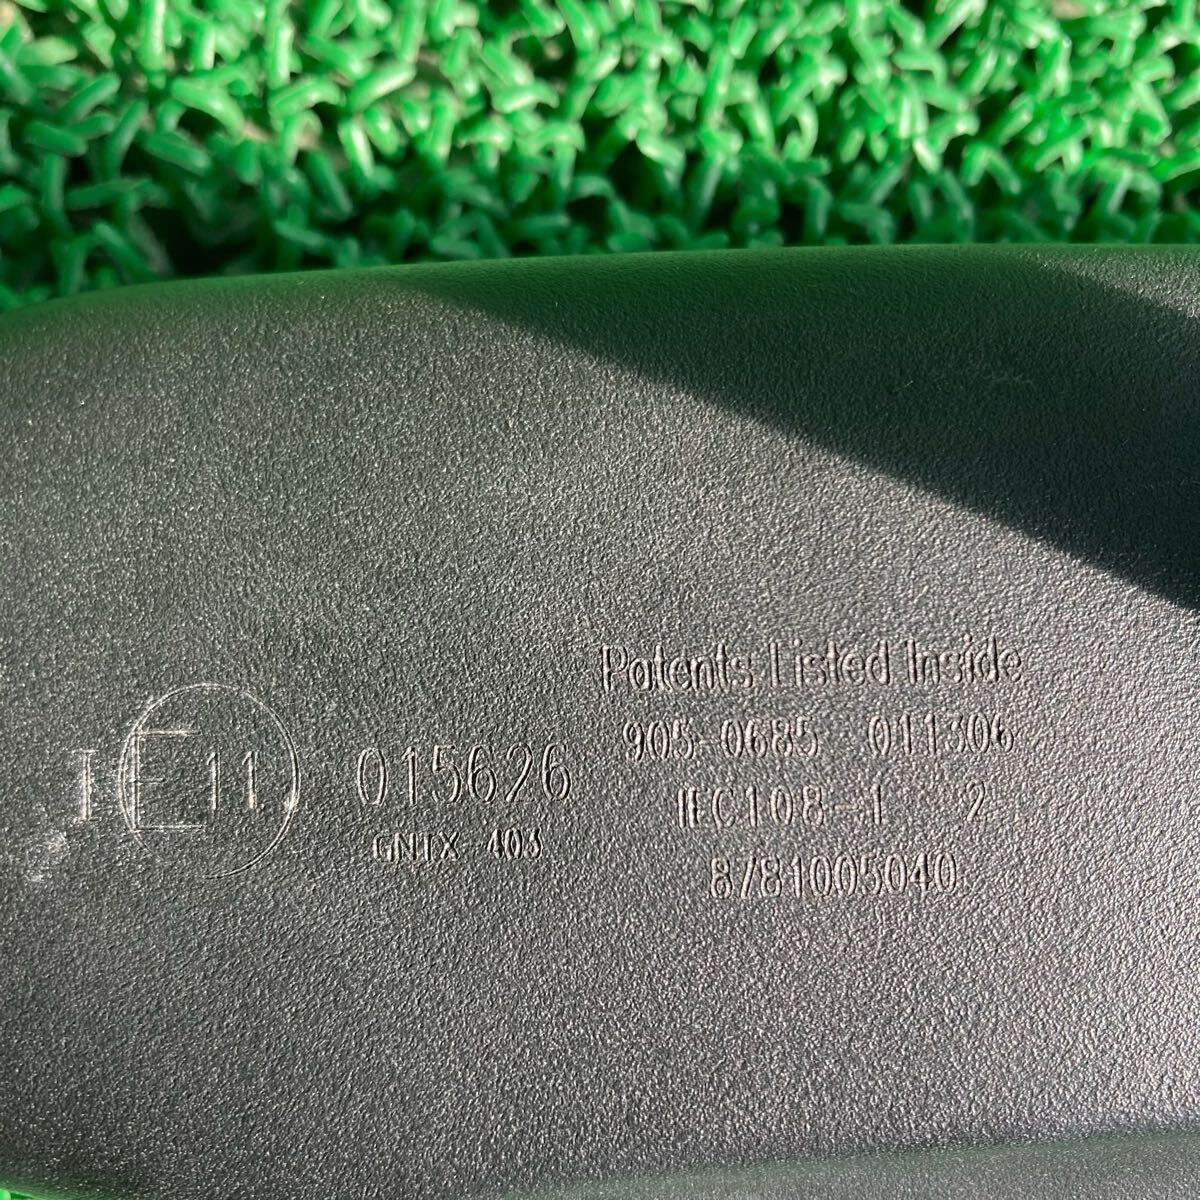 Patents Listed Inside
905-0685 011306
I E11 015626
IEC108-1 2
GNTX 403
8781005040